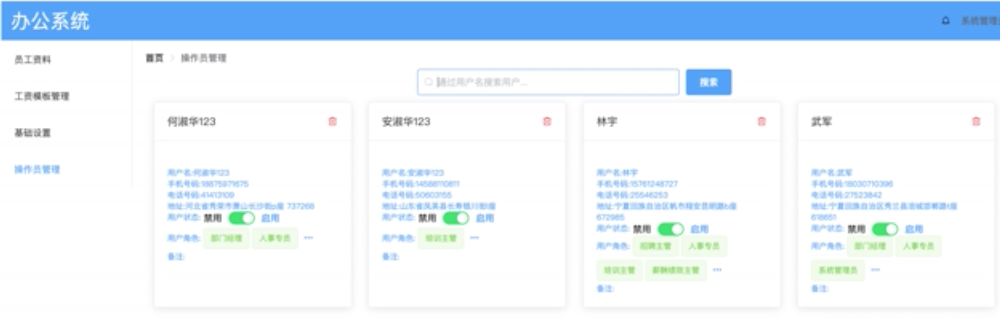 办公系统
系统管理
员工资料
工资模板管理
基础设置
操作员管理
首页 > 操作员管理
通过用户名搜索用户...
搜索
何淑华123
用户名:何淑华123
手机号码:18875971675
电话号码:41413109
地址:河北省秀荣市萧山长沙街p座 737268
用户状态: 禁用 启用
用户角色: 部门经理 人事专员 ...
备注:
安淑华123
用户名:安淑华123
手机号码:14588110811
电话号码:50603155
地址:山东省凤英县长寿银川街l座
用户状态: 禁用 启用
用户角色: 培训主管 ...
备注:
林宇
用户名:林宇
手机号码:15761248727
电话号码:25546253
地址:宁夏回族自治区帆市翔安昆明路b座
672985
用户状态: 禁用 启用
用户角色: 招聘主管 人事专员
培训主管 薪酬绩效主管 ...
备注:
武军
用户名:武军
手机号码:18030710396
电话号码:27523842
地址:宁夏回族自治区秀兰县涪城邯郸路t座
618651
用户状态: 禁用 启用
用户角色: 部门经理 人事专员
系统管理员 ...
备注: